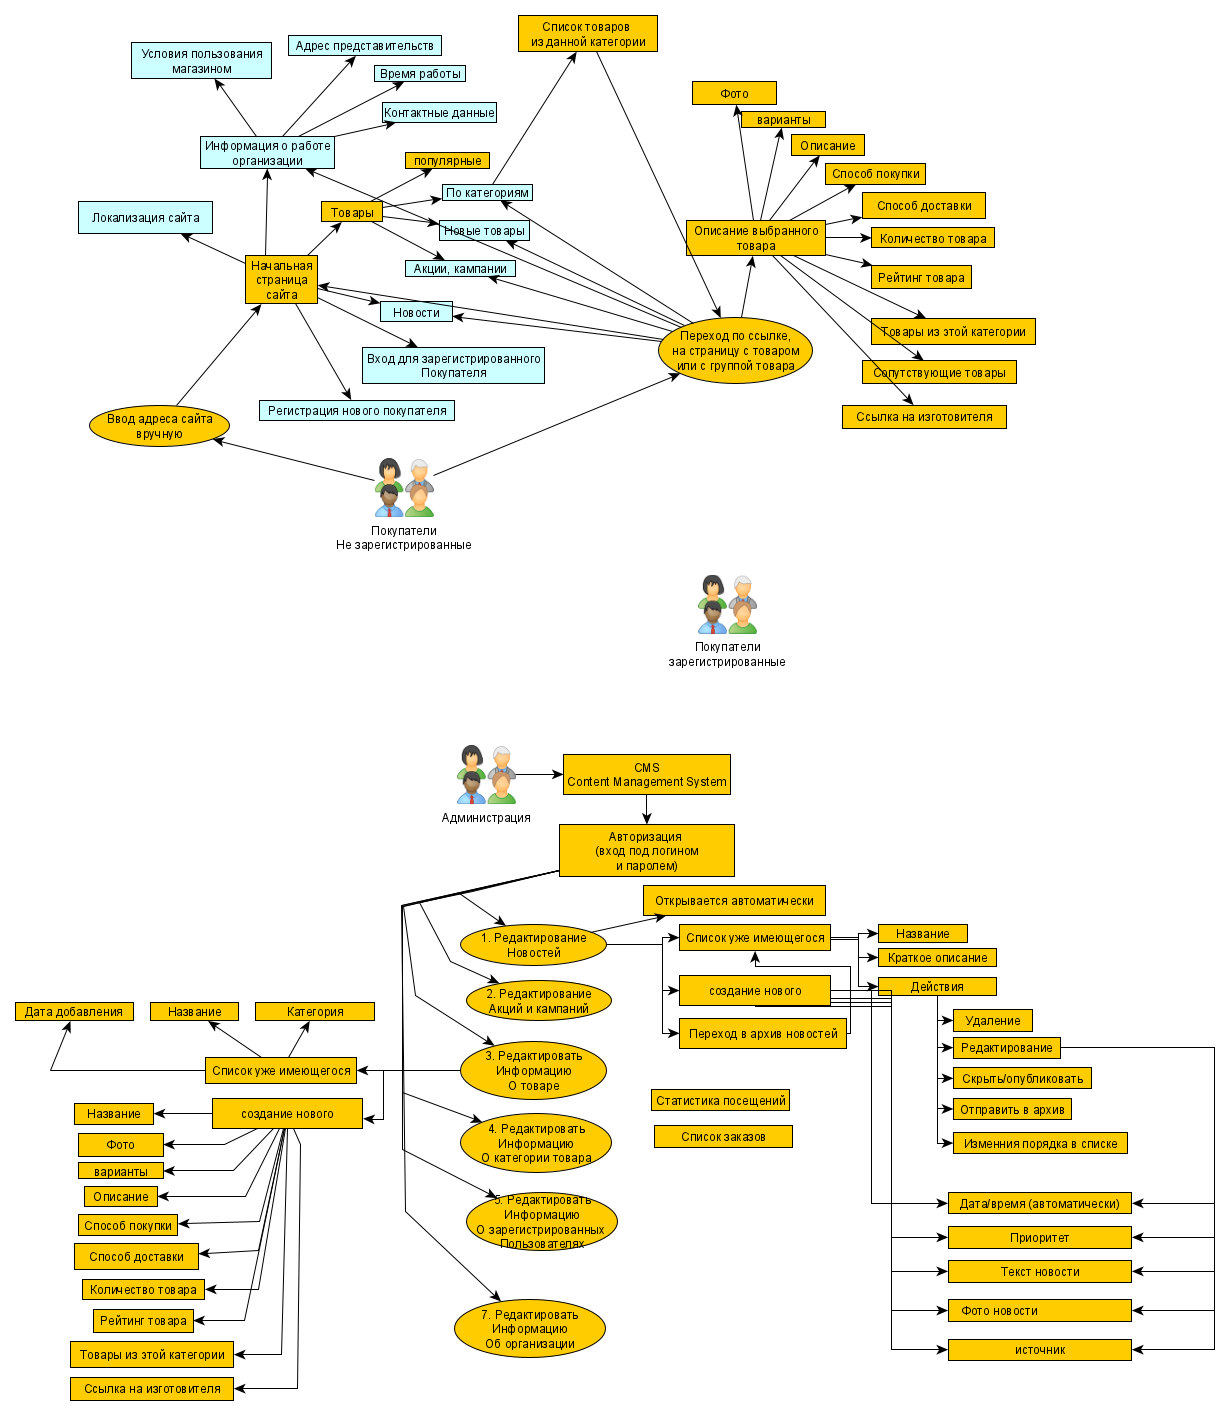 Список товаров
из данной категории
Адрес представительств
Условия пользования
магазином
Время работы
Контактные данные
Фото
варианты
Описание
Информация о работе
организации
популярные
Способ покупки
По категориям
Способ доставки
Локализация сайта
Товары
Новые товары
Описание выбранного
товара
Количество товара
Начальная
страница
сайта
Акции, кампании
Рейтинг товара
Новости
Переход по ссылке,
на страницу с товаром
или с группой товара
Товары из этой категории
Вход для зарегистрированного
Покупателя
Сопутствующие товары
Регистрация нового покупателя
Ссылка на изготовителя
Ввод адреса сайта
вручную
Покупатели
Не зарегистрированные
Покупатели
зарегистрированные
CMS
Content Management System
Администрация
Авторизация
(вход под логином
и паролем)
Открывается автоматически
1. Редактирование
Новостей
Список уже имеющегося
Название
Краткое описание
Действия
2. Редактирование
Акций и кампаний
создание нового
Дата добавления
Название
Категория
Удаление
Переход в архив новостей
Редактирование
3. Редактировать
Информацию
О товаре
Список уже имеющегося
Скрыть/опубликовать
Статистика посещений
Название
создание нового
Отправить в архив
4. Редактировать
Информацию
О категории товара
Список заказов
Изменния порядка в списке
Фото
варианты
Описание
5. Редактировать
Информацию
О зарегистрированных
Пользователях
Дата/время (автоматически)
Способ покупки
Приоритет
Способ доставки
Текст новости
Количество товара
Фото новости
Рейтинг товара
7. Редактировать
Информацию
Об организации
источник
Товары из этой категории
Ссылка на изготовителя